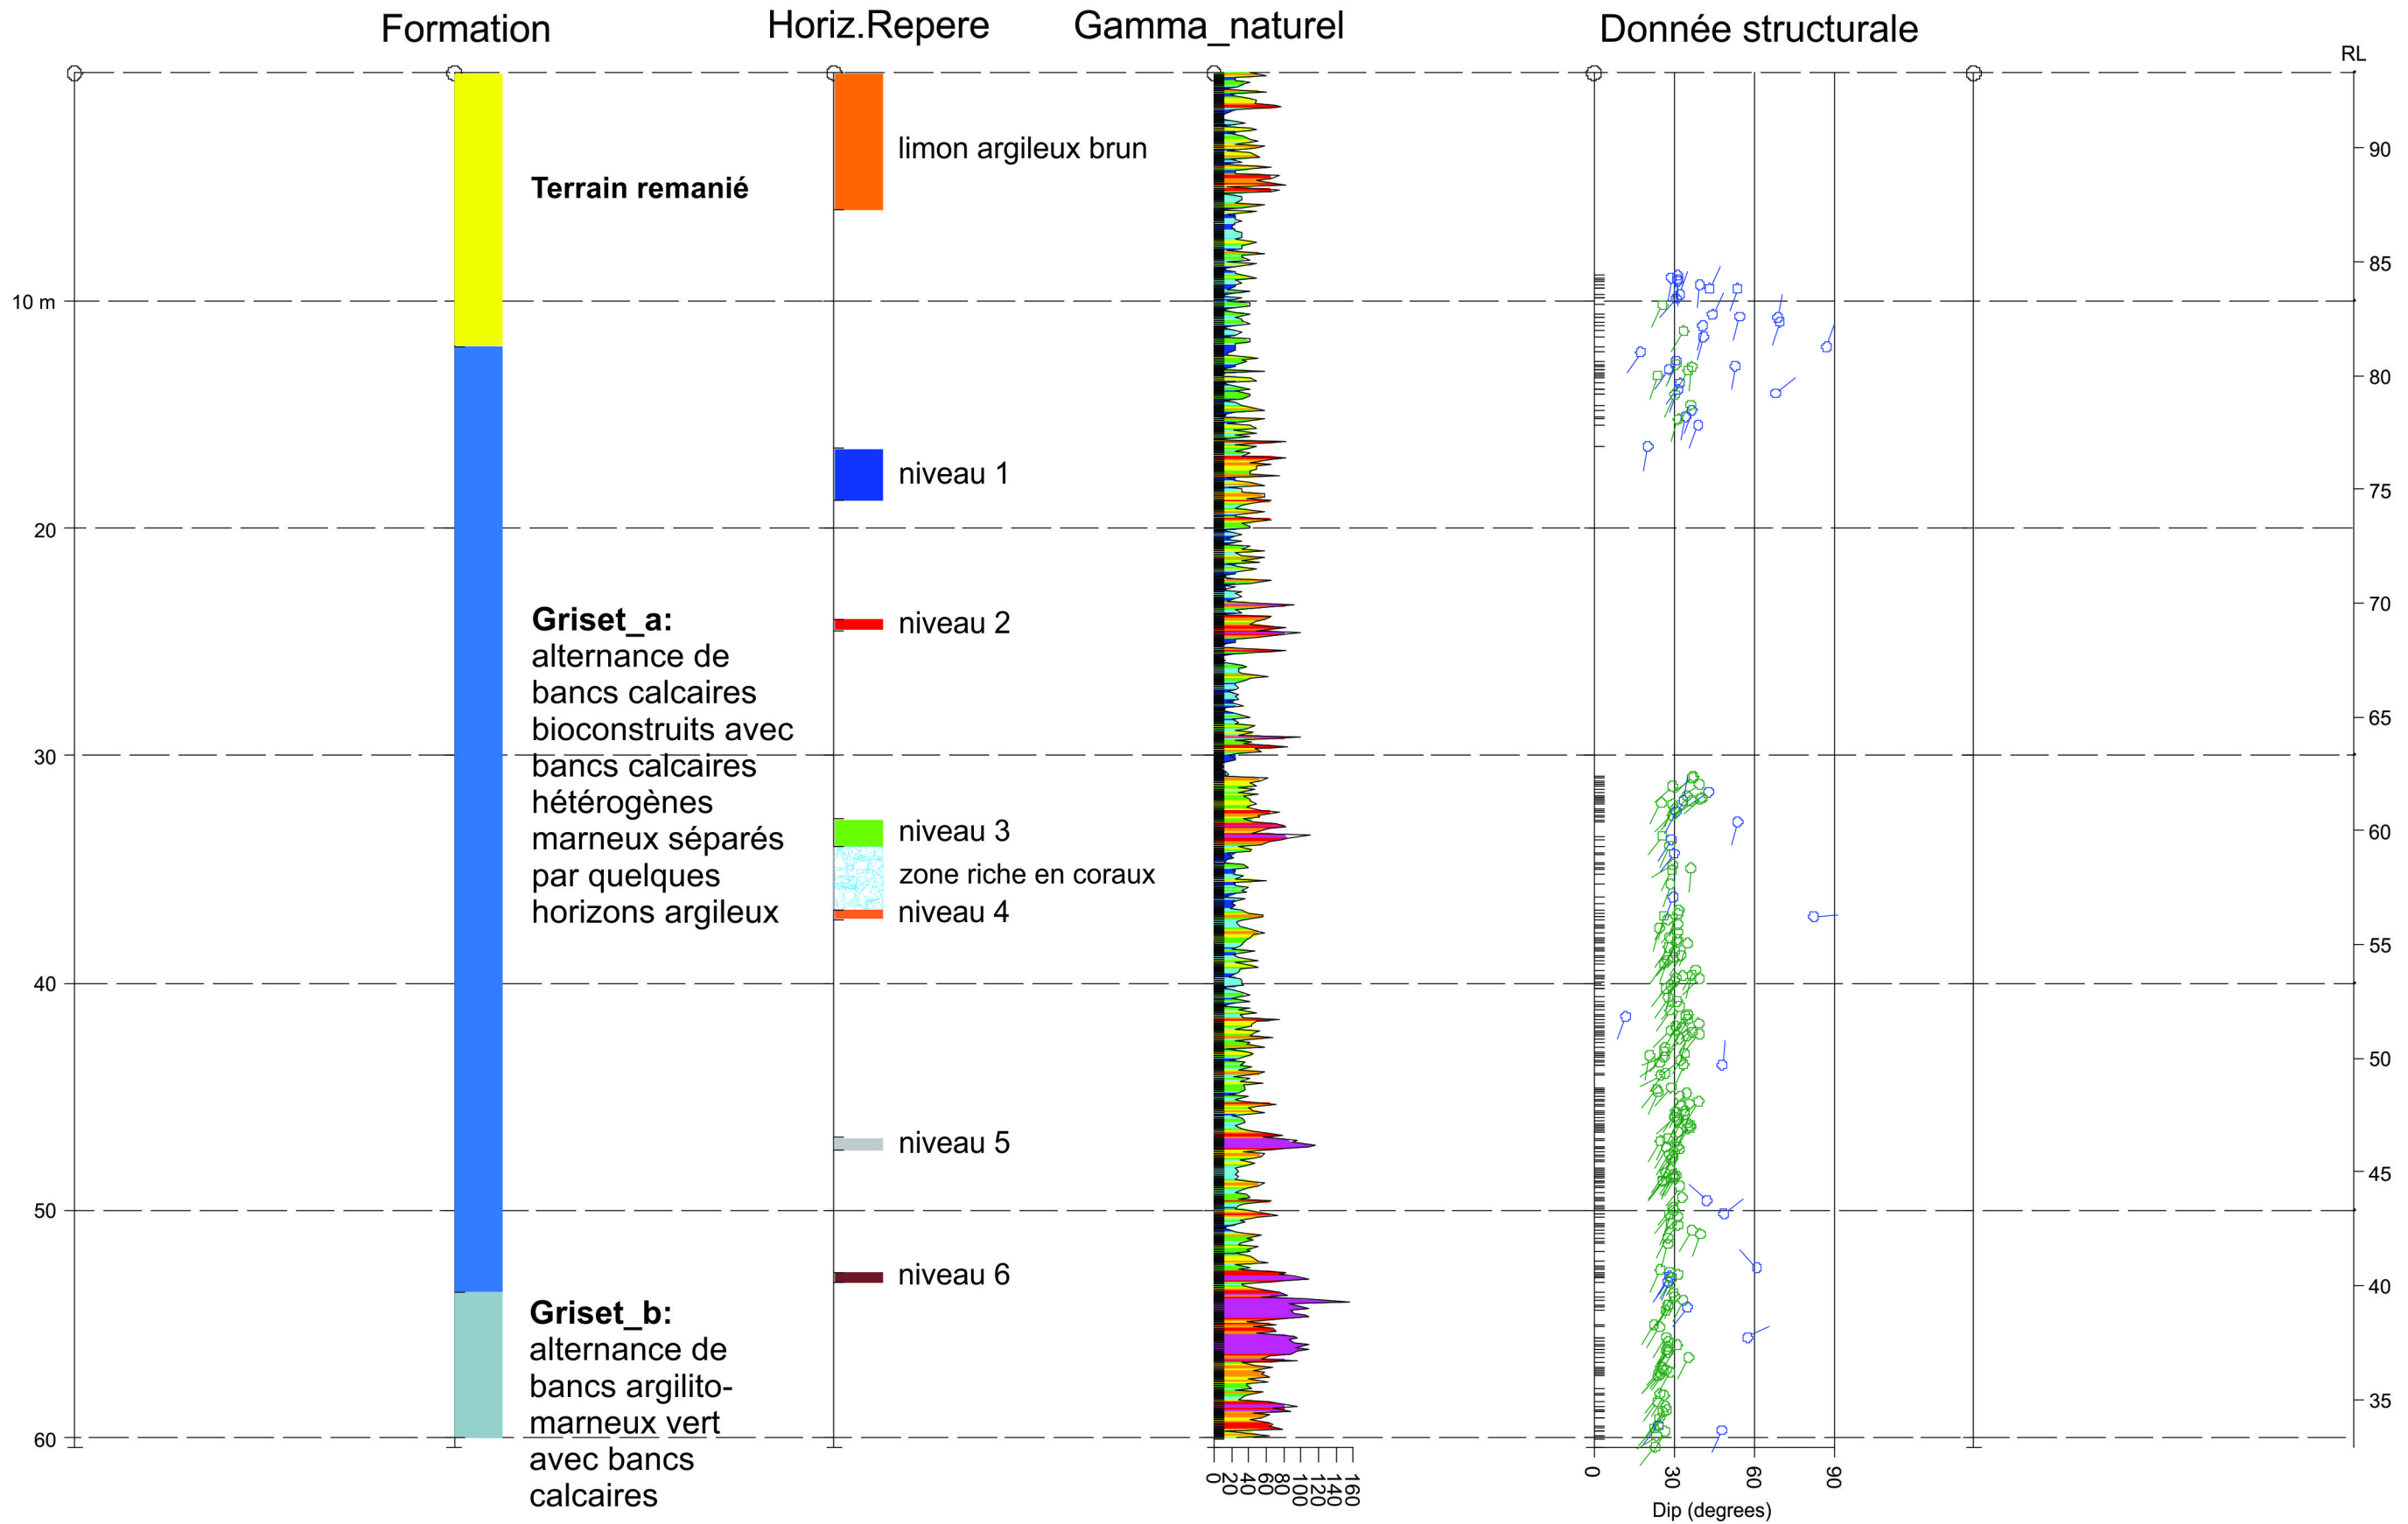 Formation
Horiz.Repere
Gamma_naturel
Donnée structurale
RL
limon argileux brun
90
Terrain remanié
85
10 m
80
niveau 1
75
20
70
Griset_a:
niveau 2
alternance de
bancs calcaires
65
bioconstruits avec
30
bancs calcaires
hétérogènes
niveau 3
60
marneux séparés
par quelques
zone riche en coraux
horizons argileux
niveau 4
55
40
50
niveau 5
45
50
niveau 6
40
Griset_b:
alternance de
bancs argilito-
35
marneux vert
60
avec bancs
calcaires
0 20 40 60 80 100 120 140 160
0 30 60 90
Dip (degrees)